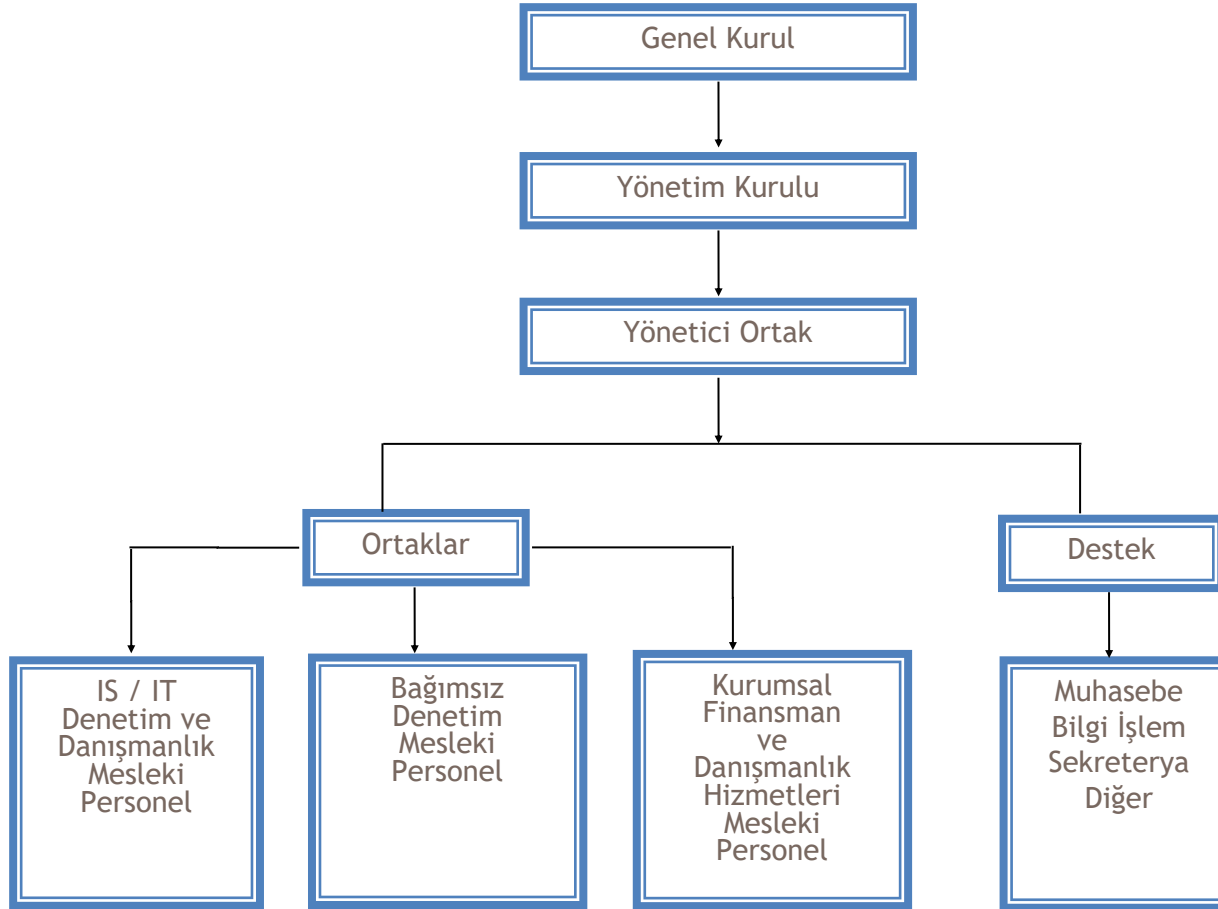 Genel Kurul
Yönetim Kurulu
Yönetici Ortak
Ortaklar
Destek
IS / IT
Denetim ve
Danışmanlık
Mesleki
Personel
Bağımsız
Denetim
Mesleki
Personel
Kurumsal
Finansman
ve
Danışmanlık
Hizmetleri
Mesleki
Personel
Muhasebe
Bilgi İşlem
Sekreterya
Diğer